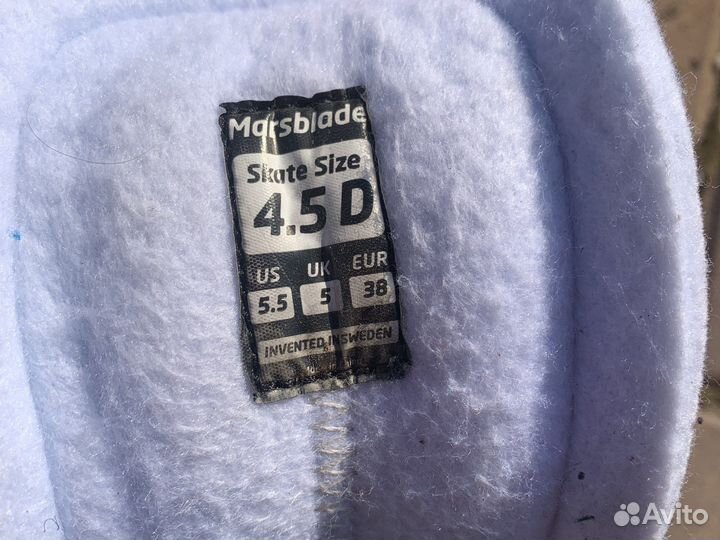 Marsblade
Skate Size
4.5 D
US UK EUR
5.5 5 38
INVENTED IN SWEDEN
Avito